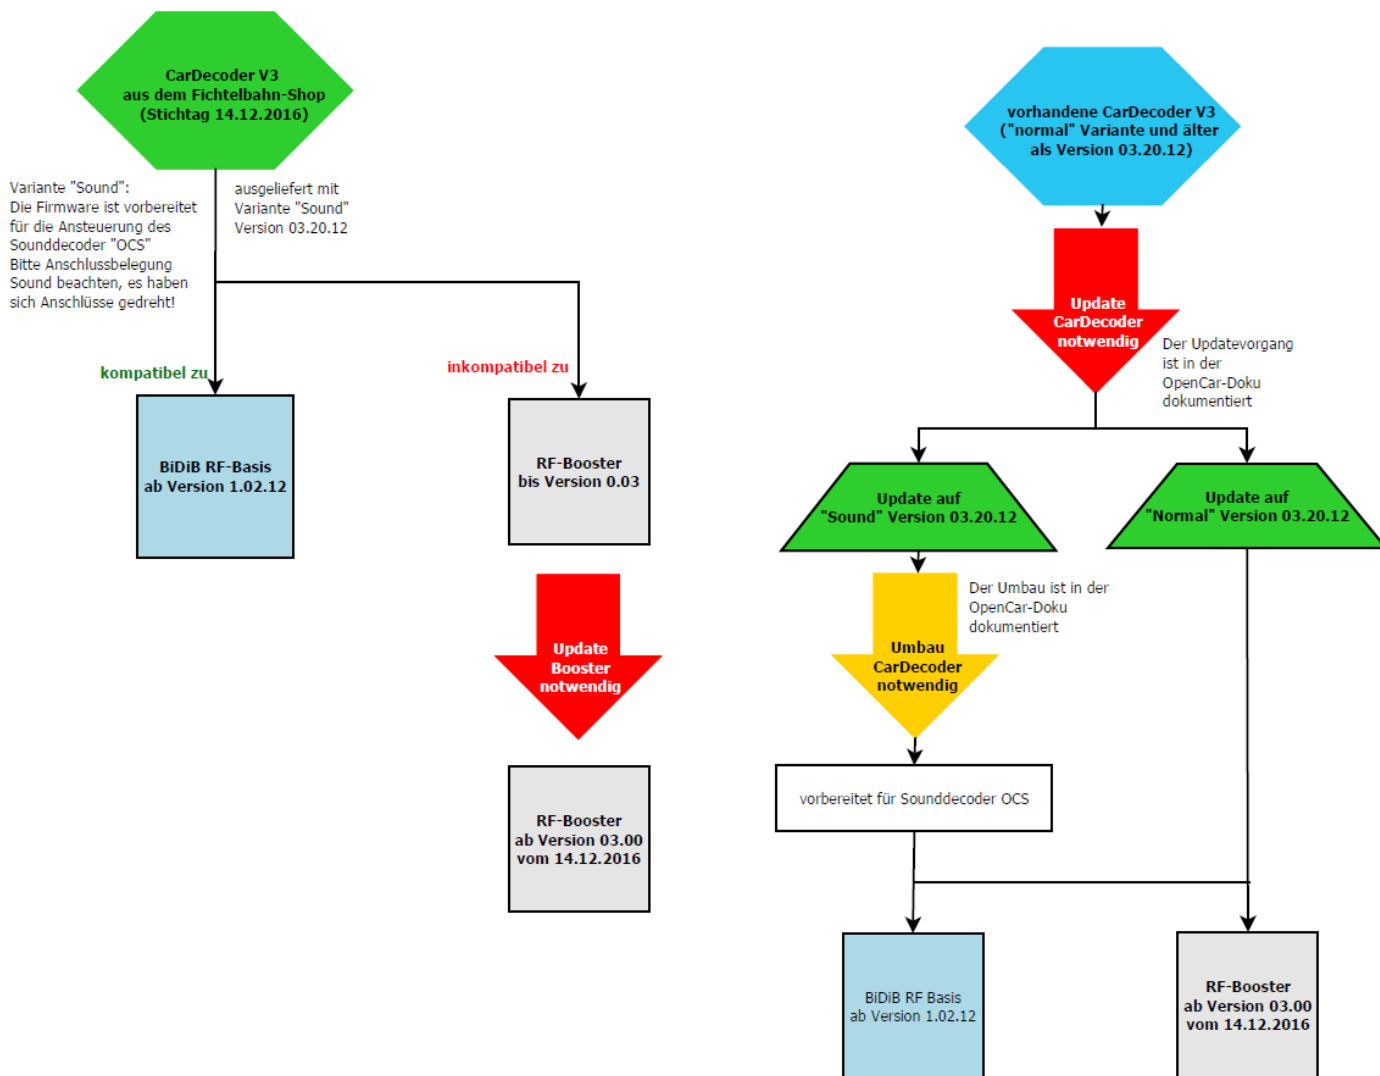 CarDecoder V3
aus dem Fichtelbahn-Shop
(Stichtag 14.12.2016)
Variante "Sound":
Die Firmware ist vorbereitet
für die Ansteuerung des
Sounddecoder "OCS"
Bitte Anschlussbelegung
Sound beachten, es haben
sich Anschlüsse gedreht!
ausgeliefert mit
Variante "Sound"
Version 03.20.12
kompatibel zu
inkompatibel zu
BiDiB RF-Basis
ab Version 1.02.12
RF-Booster
bis Version 0.03
Update
Booster
notwendig
RF-Booster
ab Version 03.00
vom 14.12.2016
vorhandene CarDecoder V3
("normal" Variante und älter
als Version 03.20.12)
Update
CarDecoder
notwendig
Der Updatevorgang
ist in der
OpenCar-Doku
dokumentiert
Update auf
"Sound" Version 03.20.12
Update auf
"Normal" Version 03.20.12
Umbau
CarDecoder
notwendig
Der Umbau ist in der
OpenCar-Doku
dokumentiert
vorbereitet für Sounddecoder OCS
BiDiB RF Basis
ab Version 1.02.12
RF-Booster
ab Version 03.00
vom 14.12.2016